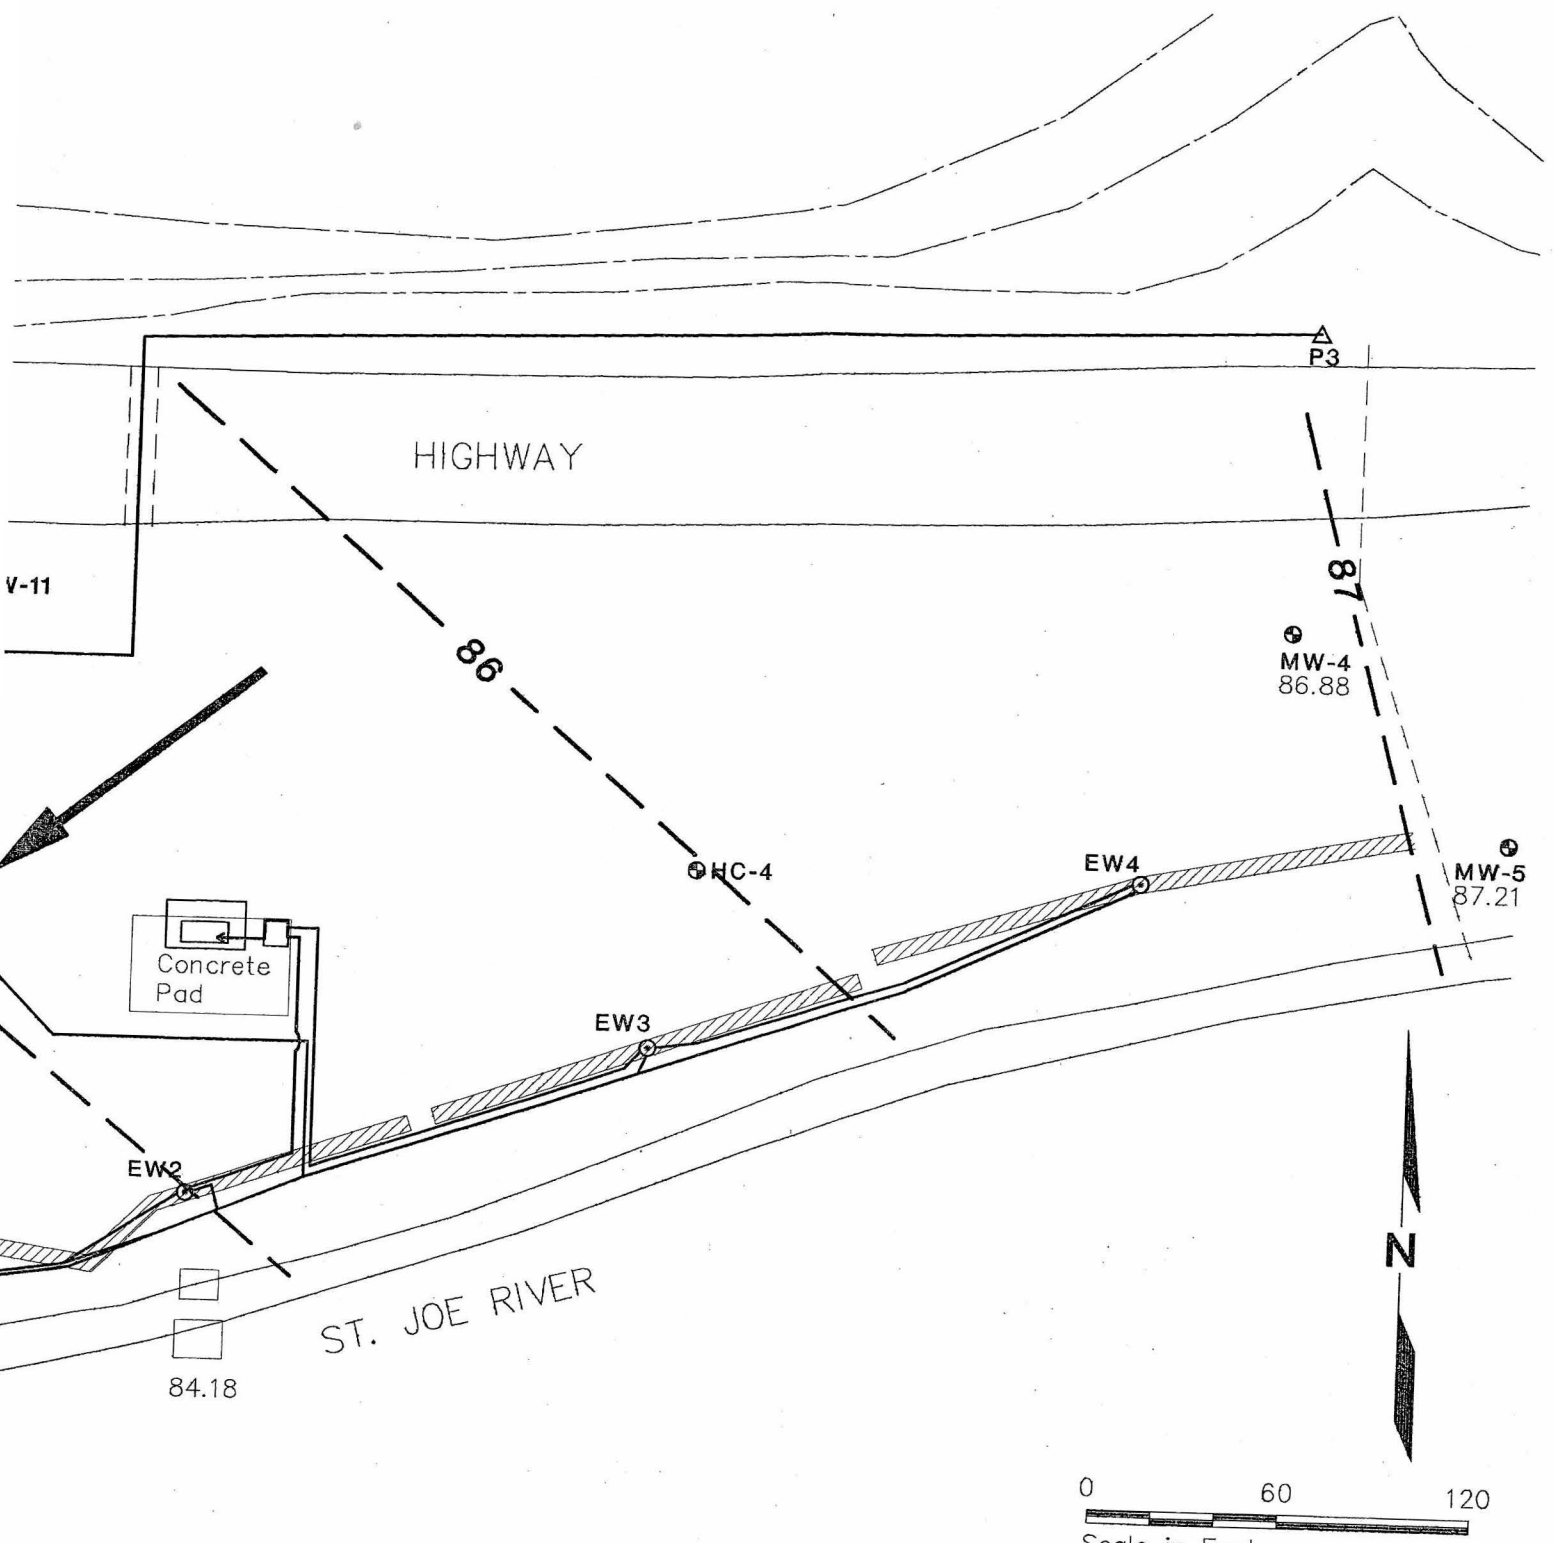 P3
HIGHWAY
87
V-11
86
MW-4
86.88
HC-4
EW4
MW-5
87.21
Concrete
Pad
EW3
EW2
N
ST. JOE RIVER
84.18
0 60 120